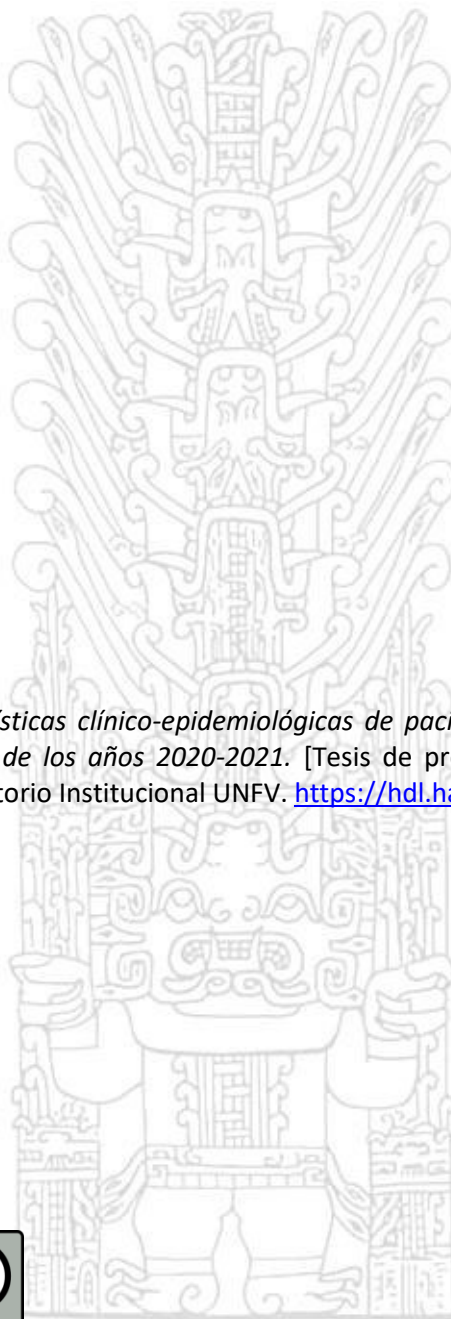 ísticas clínico-epidemiológicas de paci
de los años 2020-2021. [Tesis de pr
torio Institucional UNFV. https://hdl.ha